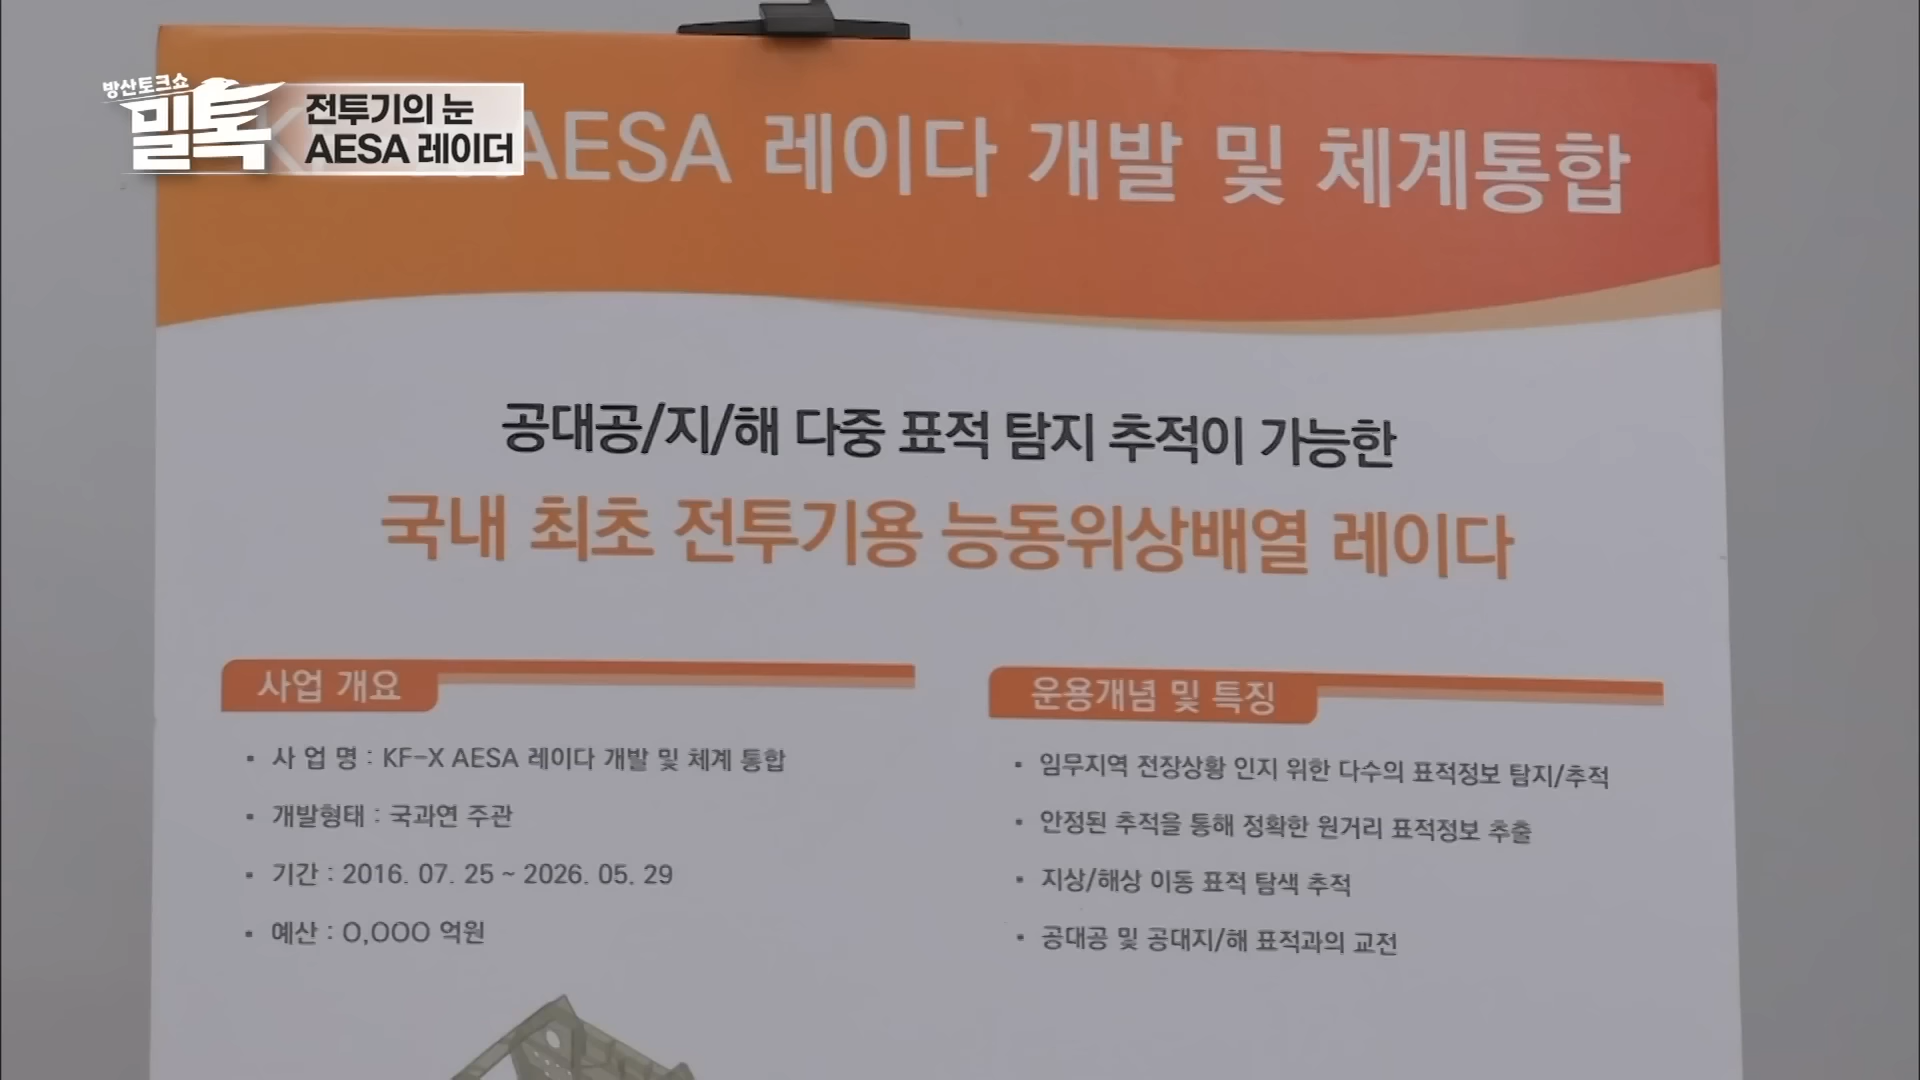 방산토크쇼
밀톡
전투기의 눈
AESA 레이더
AESA 레이다 개발 및 체계통합
공대공/지/해 다중 표적 탐지 추적이 가능한
국내 최초 전투기용 능동위상배열 레이다
사업 개요
▪ 사 업 명 : KF-X AESA 레이다 개발 및 체계 통합
▪ 개발형태 : 국과연 주관
▪ 기간 : 2016. 07. 25 ~ 2026. 05. 29
▪ 예산 : O,OOO 억원
운용개념 및 특징
▪ 임무지역 전장상황 인지 위한 다수의 표적정보 탐지/추적
▪ 안정된 추적을 통해 정확한 원거리 표적정보 추출
▪ 지상/해상 이동 표적 탐색 추적
▪ 공대공 및 공대지/해 표적과의 교전